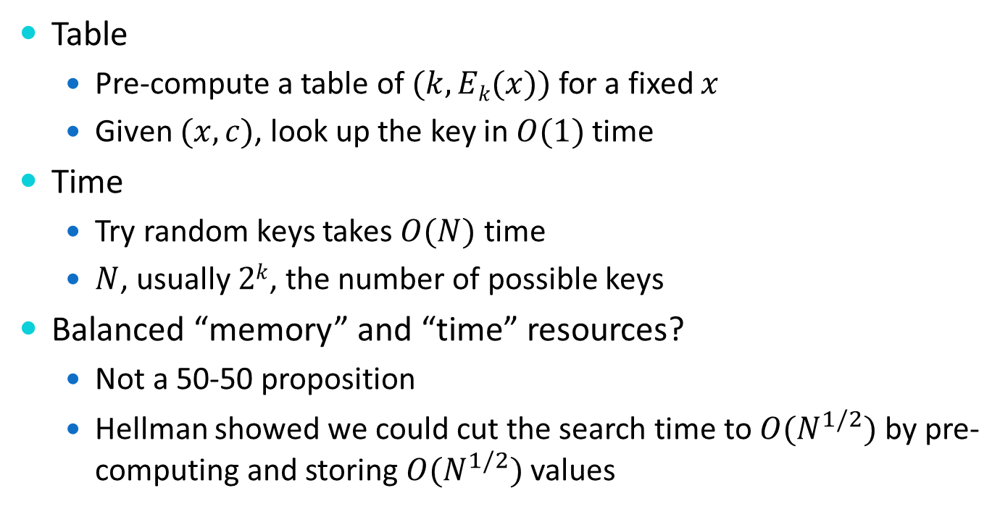 • Table
• Pre-compute a table of (k, Eₖ(x)) for a fixed x
• Given (x, c), look up the key in O(1) time
• Time
• Try random keys takes O(N) time
• N, usually 2ᵏ, the number of possible keys
• Balanced “memory” and “time” resources?
• Not a 50-50 proposition
• Hellman showed we could cut the search time to O(N^{1/2}) by pre-
computing and storing O(N^{1/2}) values